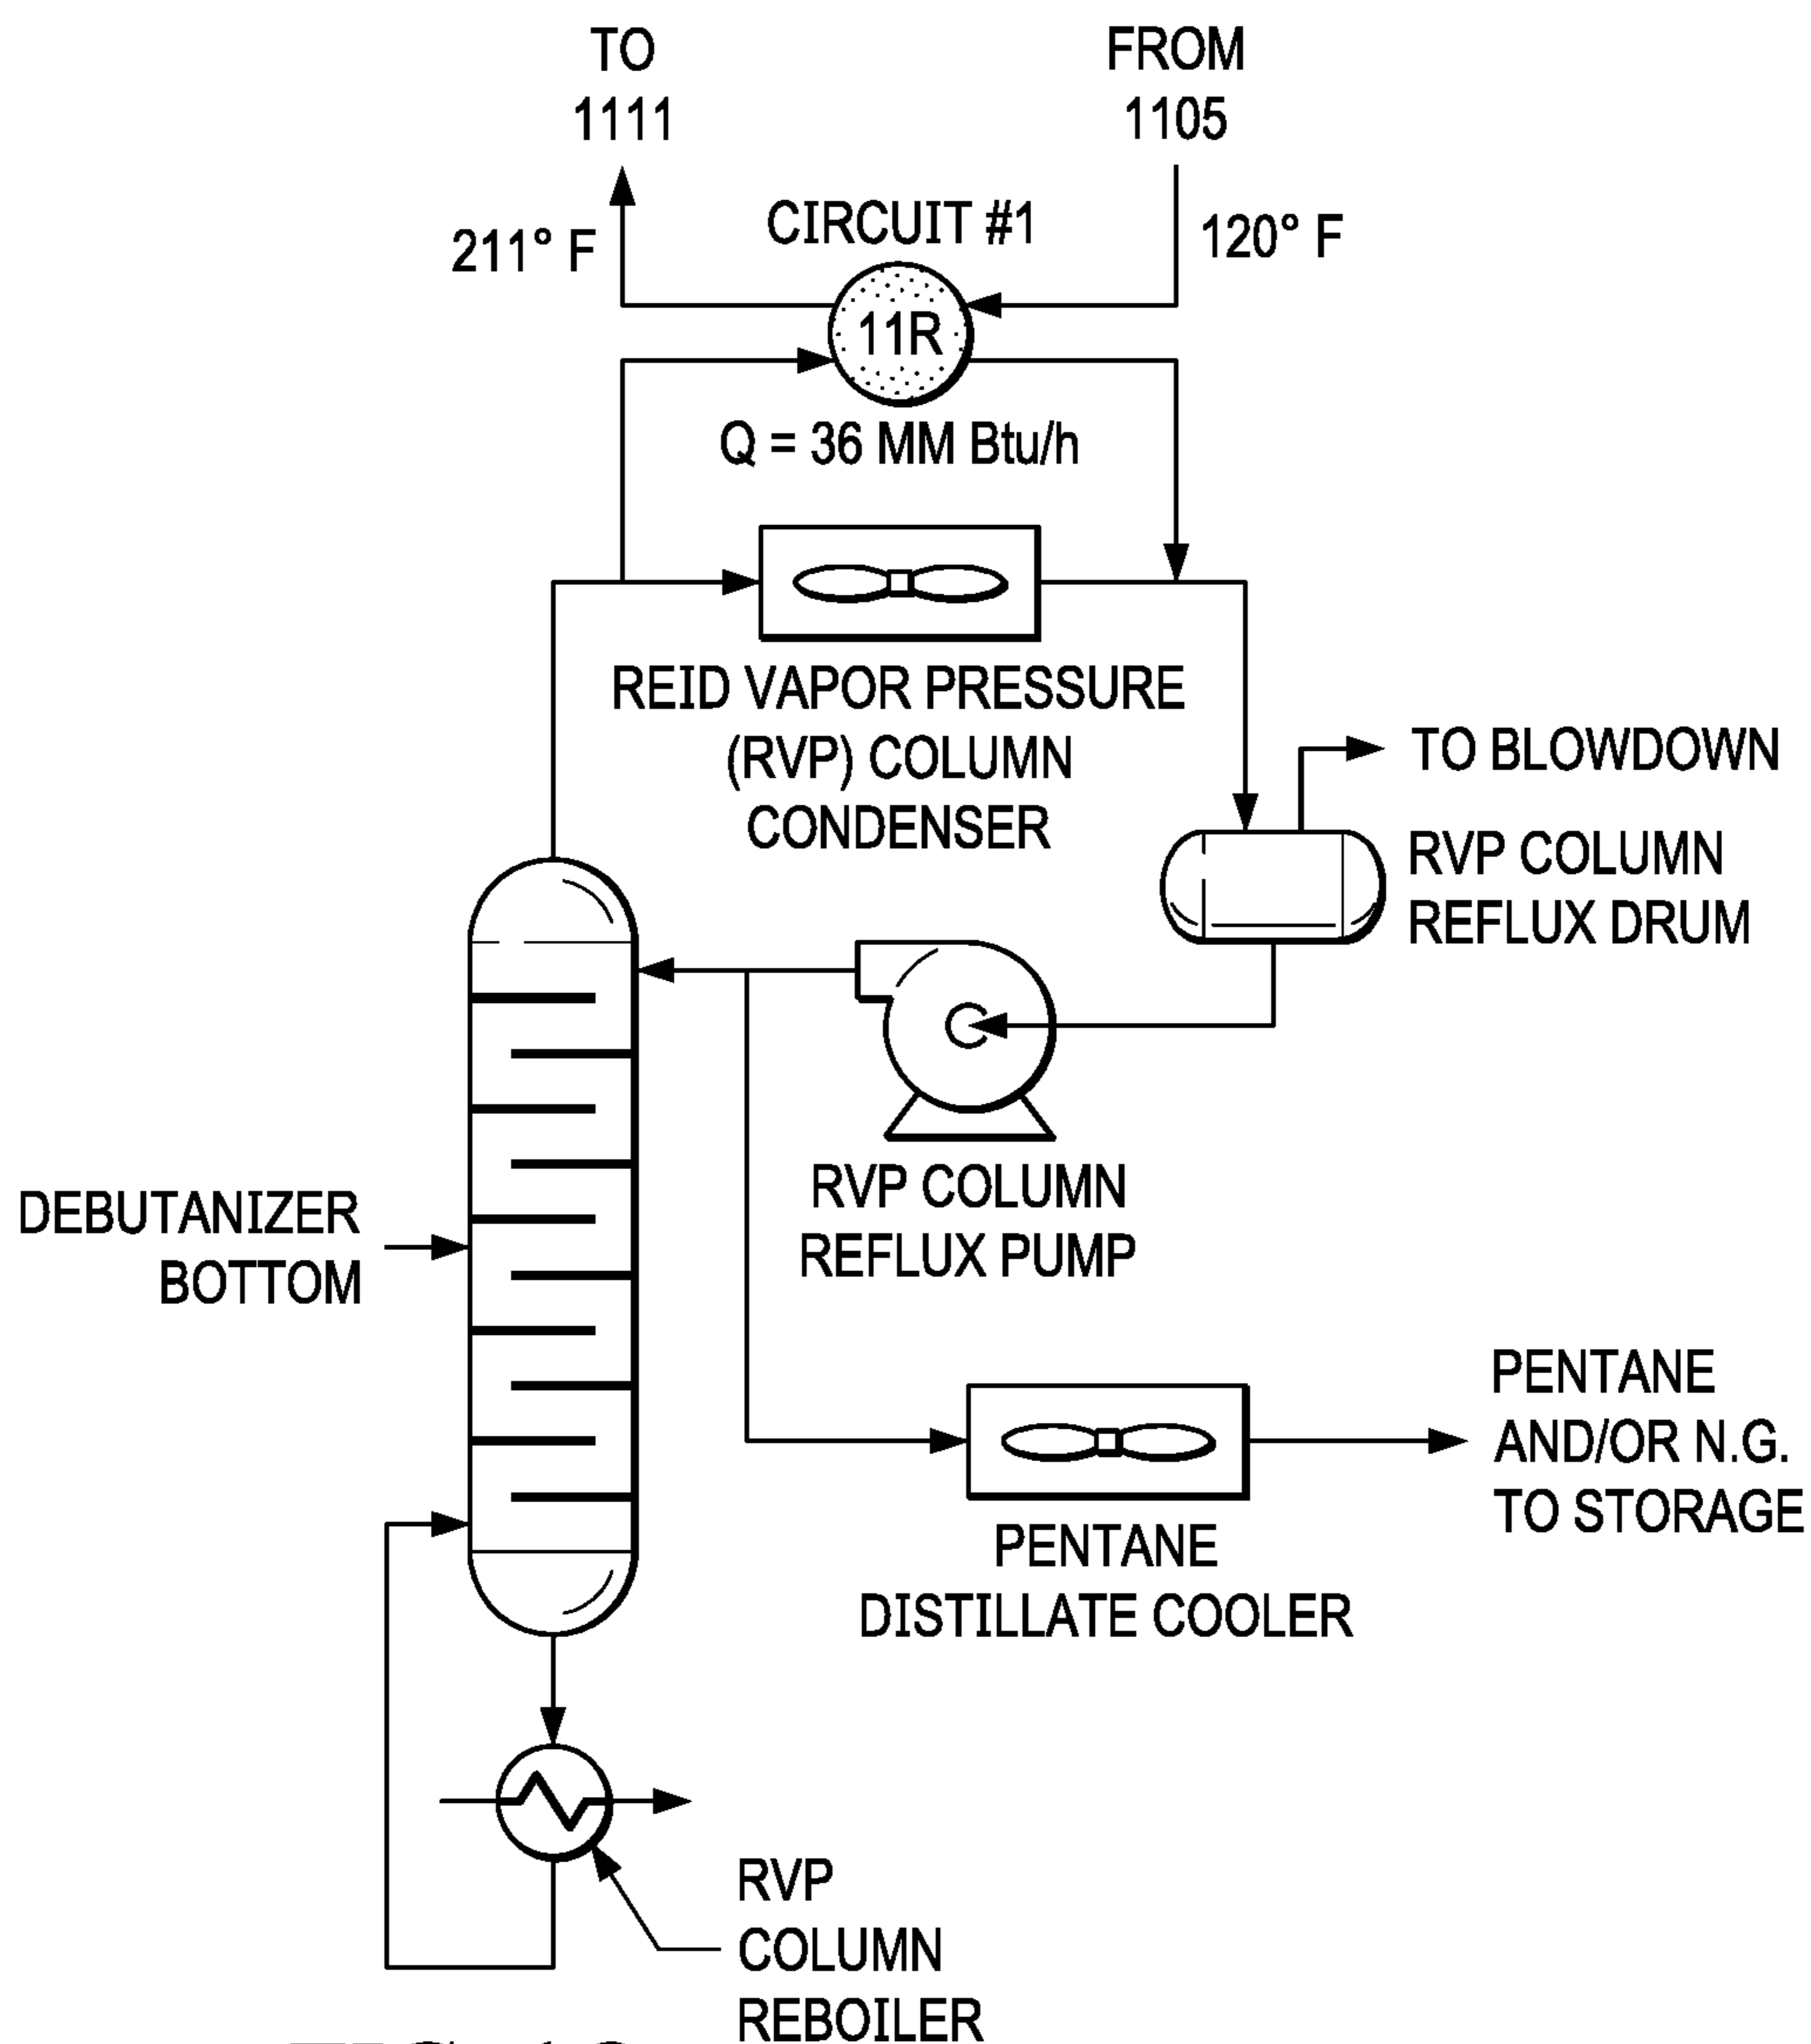 TO
1111
FROM
1105
211° F
CIRCUIT #1
120° F
11R
Q = 36 MM Btu/h
REID VAPOR PRESSURE
(RVP) COLUMN
CONDENSER
TO BLOWDOWN
RVP COLUMN
REFLUX DRUM
RVP COLUMN
REFLUX PUMP
DEBUTANIZER
BOTTOM
PENTANE
AND/OR N.G.
TO STORAGE
PENTANE
DISTILLATE COOLER
RVP
COLUMN
REBOILER